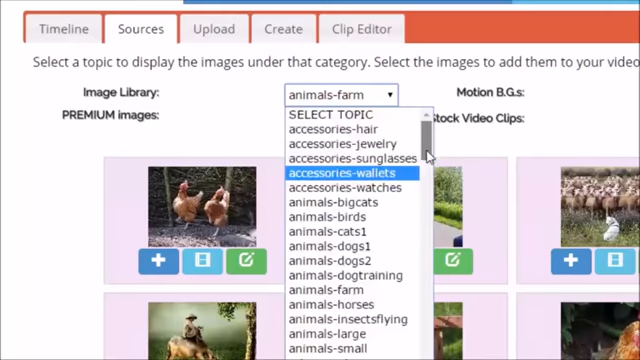 Timeline
Sources
Upload
Create
Clip Editor
Select a topic to display the images under that category. Select the images to add them to your video
Image Library:
animals-farm
Motion B.G.s:
PREMIUM images:
Stock Video Clips:
SELECT TOPIC
accessories-hair
accessories-jewelry
accessories-sunglasses
accessories-wallets
accessories-watches
animals-bigcats
animals-birds
animals-cats1
animals-dogs1
animals-dogs2
animals-dogtraining
animals-farm
animals-horses
animals-insectsflying
animals-large
animals-small